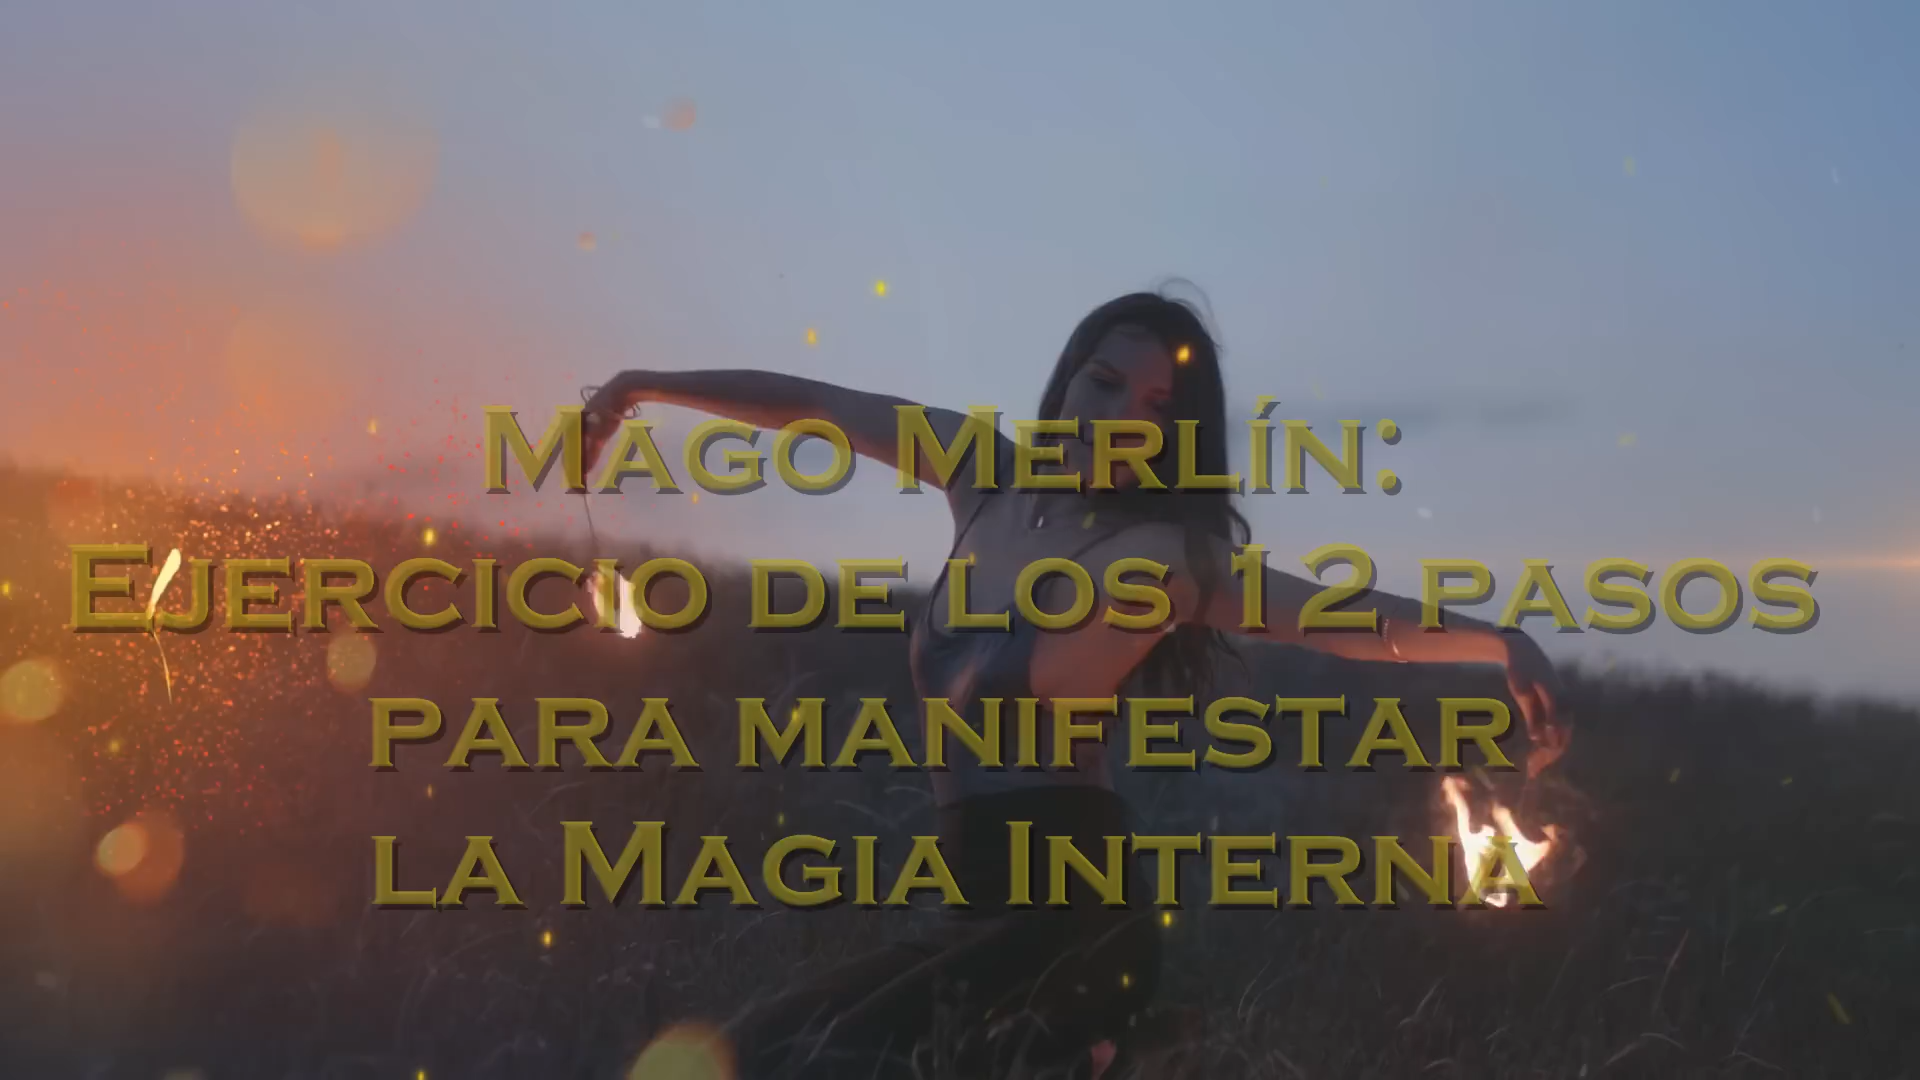 Mago Merlín:
Ejercicio de los 12 pasos
para manifestar
la Magia Interna